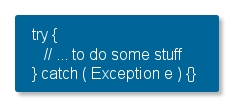 try {
// ... to do some stuff
} catch ( Exception e ) {}